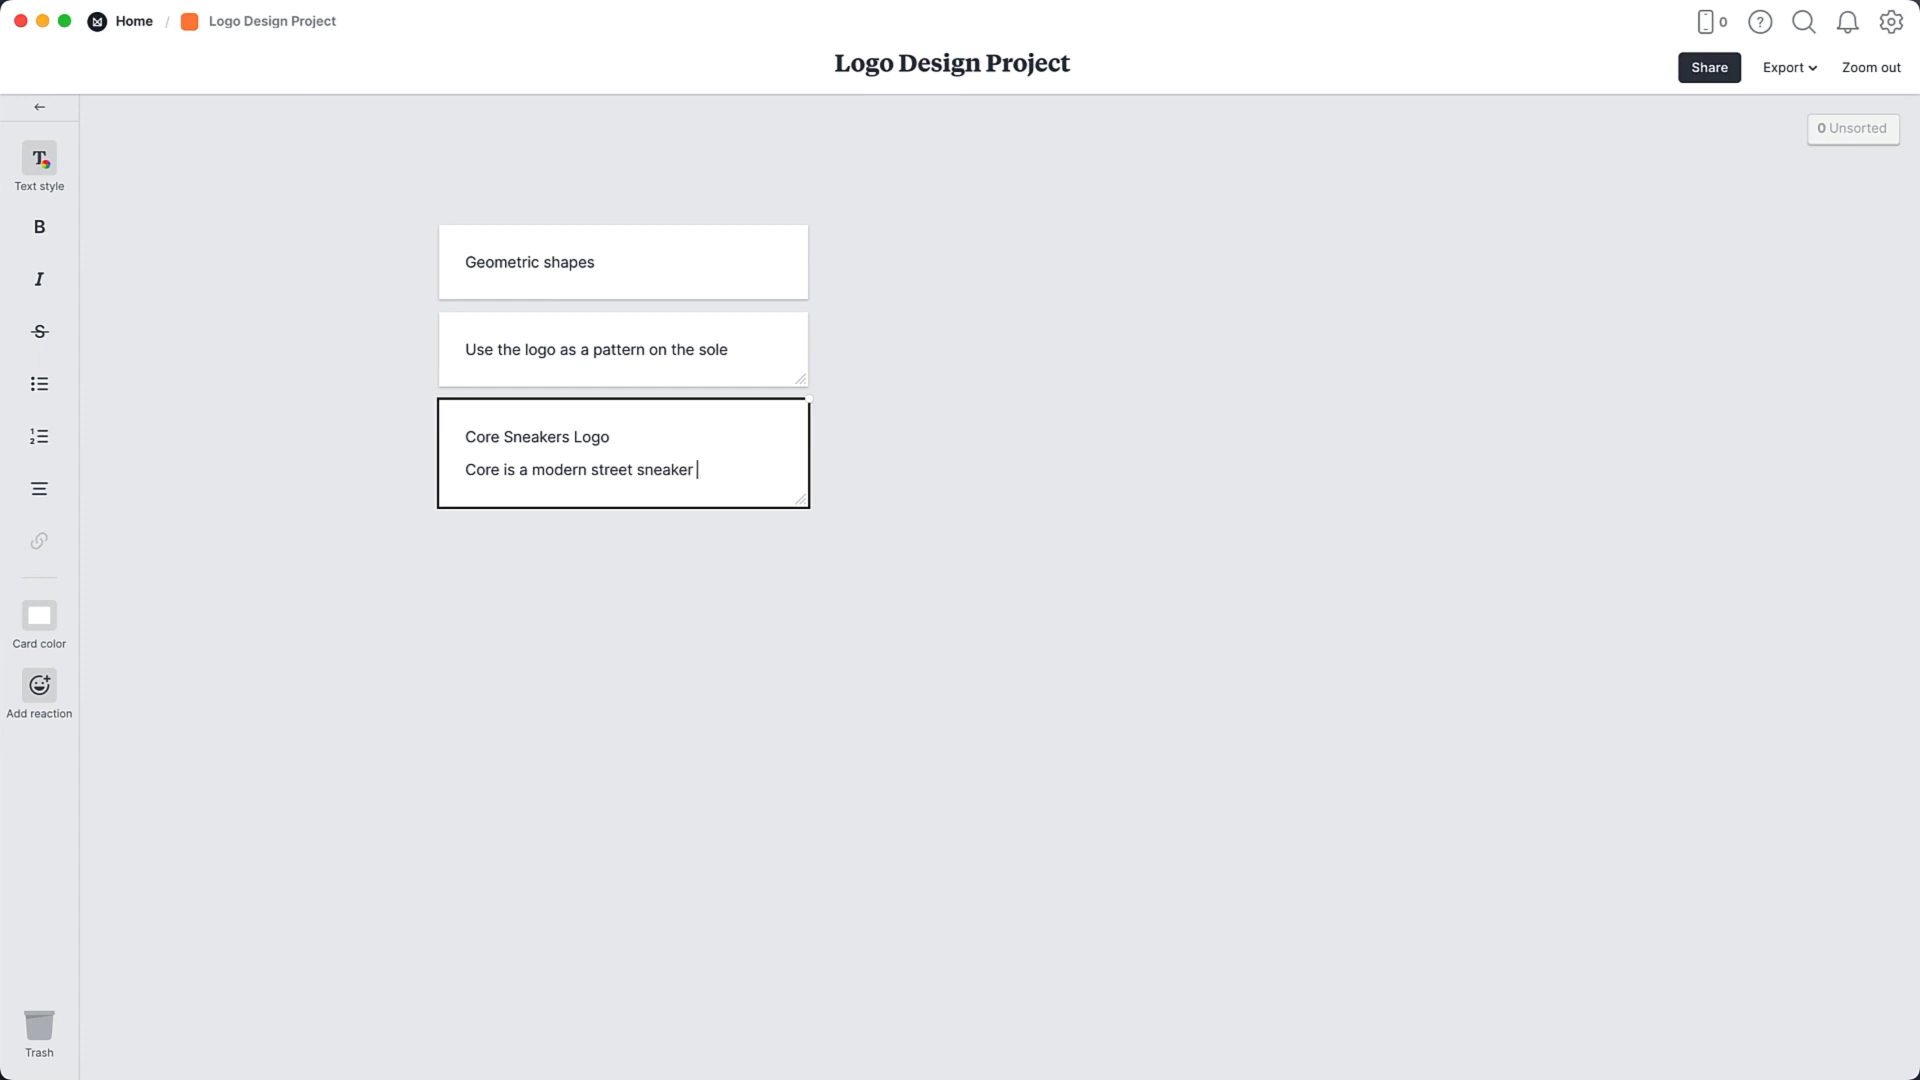 Home / Logo Design Project
0
Logo Design Project
Share
Export
Zoom out
0 Unsorted
Text style
B
I
S
Card color
Add reaction
Trash
Geometric shapes
Use the logo as a pattern on the sole
Core Sneakers Logo
Core is a modern street sneaker